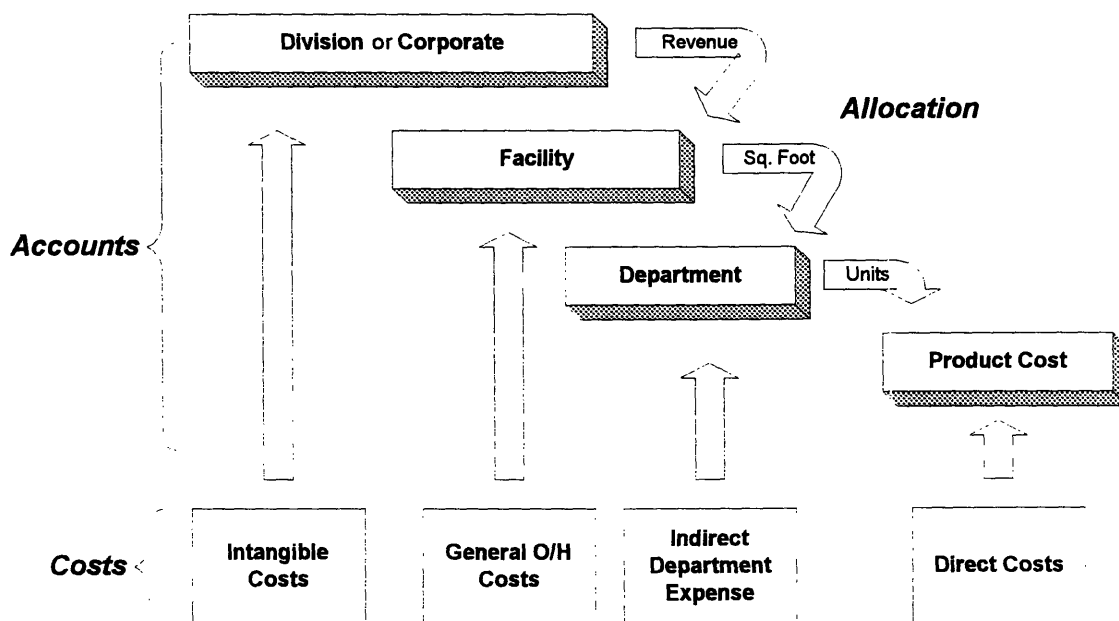 Division or Corporate
Revenue
Allocation
Facility
Sq. Foot
Accounts
Department
Units
Product Cost
Costs
Intangible
Costs
General O/H
Costs
Indirect
Department
Expense
Direct Costs